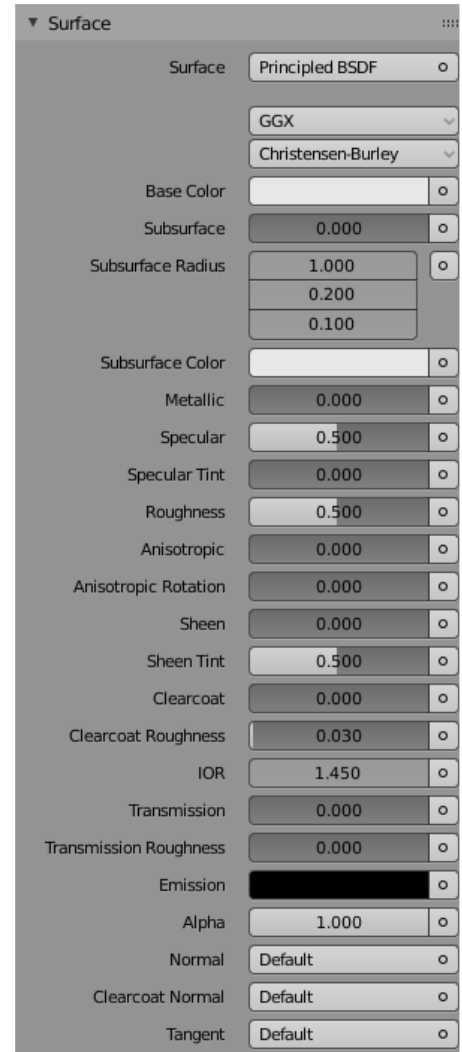 Surface
Surface Principled BSDF
GGX
Christensen-Burley
Base Color
Subsurface 0.000
Subsurface Radius 1.000
0.200
0.100
Subsurface Color
Metallic 0.000
Specular 0.500
Specular Tint 0.000
Roughness 0.500
Anisotropic 0.000
Anisotropic Rotation 0.000
Sheen 0.000
Sheen Tint 0.500
Clearcoat 0.000
Clearcoat Roughness 0.030
IOR 1.450
Transmission 0.000
Transmission Roughness 0.000
Emission
Alpha 1.000
Normal Default
Clearcoat Normal Default
Tangent Default